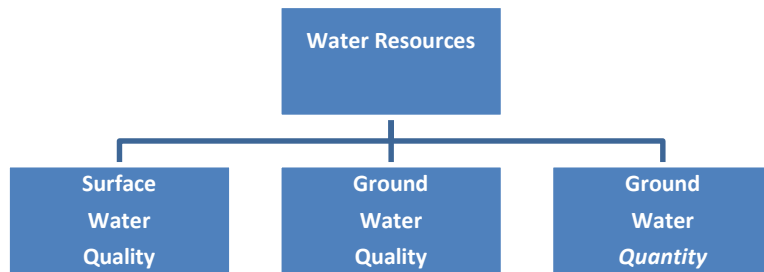 Water Resources
Surface
Water
Quality
Ground
Water
Quality
Ground
Water
Quantity